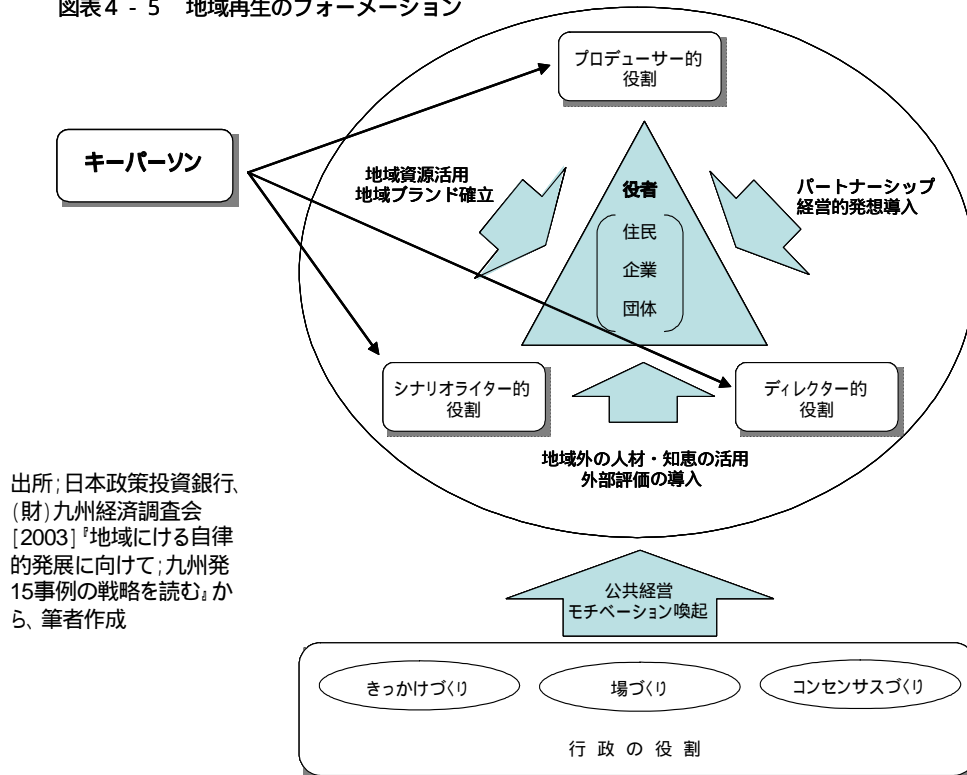 図表4-5 地域再生のフォーメーション
プロデューサー的
役割
キーパーソン
地域資源活用
地域ブランド確立
役者
住民
企業
団体
パートナーシップ
経営的発想導入
シナリオライター的
役割
ディレクター的
役割
地域外の人材・知恵の活用
外部評価の導入
出所;日本政策投資銀行、
(財)九州経済調査会
[2003]『地域にける自律
的発展に向けて;九州発
15事例の戦略を読む』か
ら、筆者作成
公共経営
モチベーション喚起
きっかけづくり
場づくり
コンセンサスづくり
行政の役割